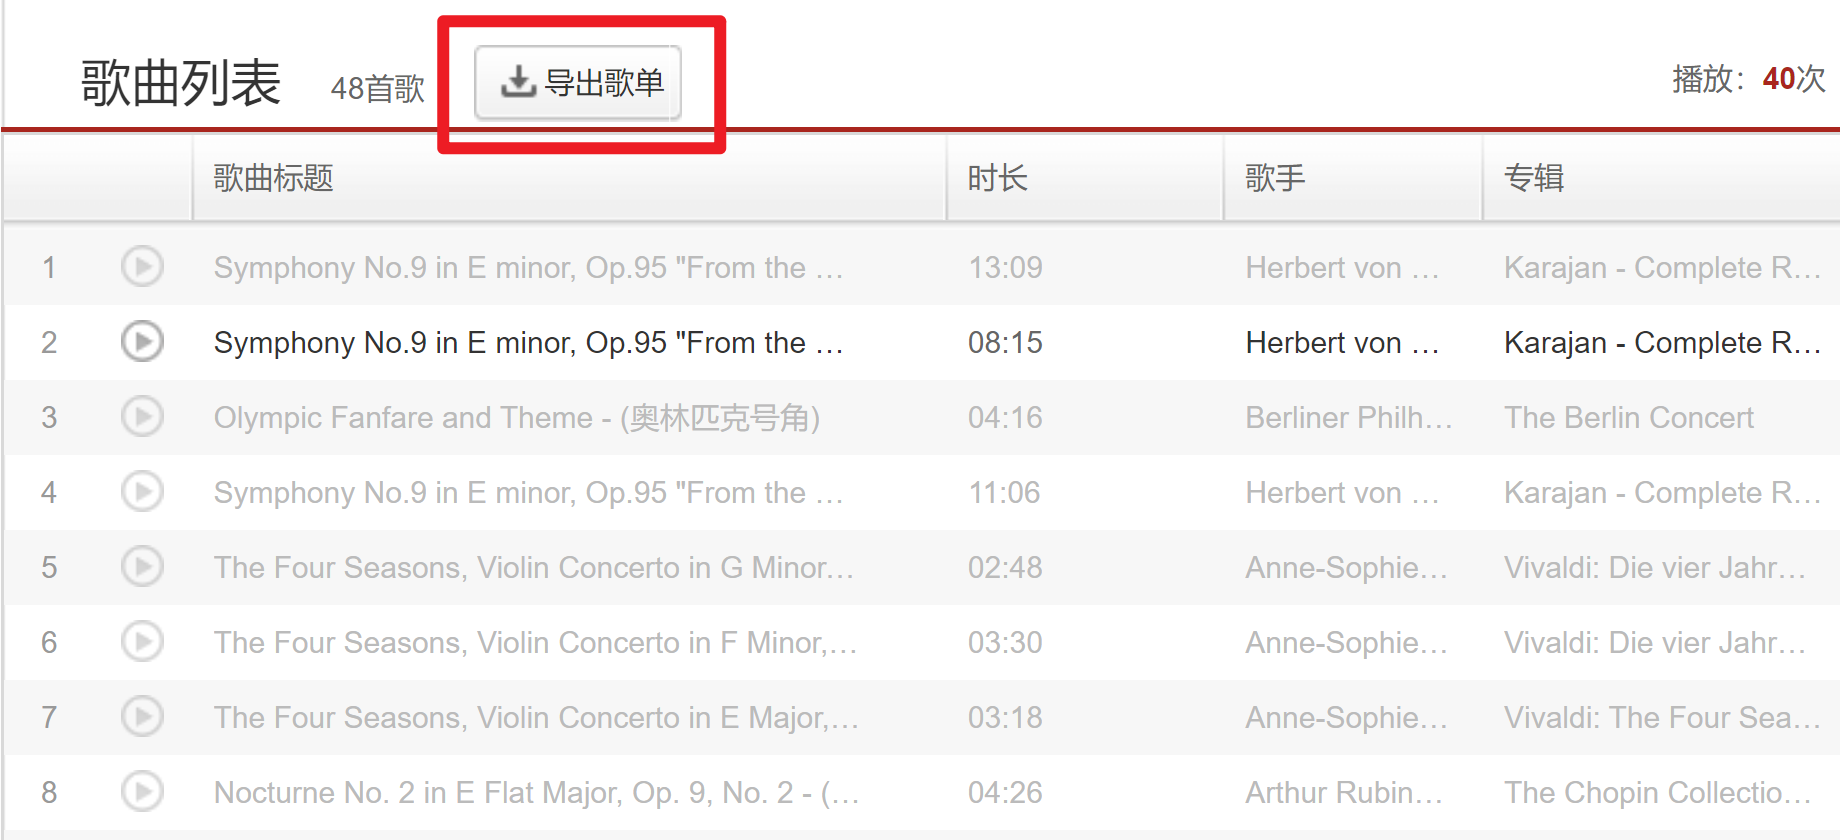 歌曲列表 48首歌 导出歌单 播放：40次
歌曲标题 时长 歌手 专辑
1 Symphony No.9 in E minor, Op.95 "From the … 13:09 Herbert von … Karajan - Complete R…
2 Symphony No.9 in E minor, Op.95 "From the … 08:15 Herbert von … Karajan - Complete R…
3 Olympic Fanfare and Theme - (奥林匹克号角) 04:16 Berliner Philh… The Berlin Concert
4 Symphony No.9 in E minor, Op.95 "From the … 11:06 Herbert von … Karajan - Complete R…
5 The Four Seasons, Violin Concerto in G Minor… 02:48 Anne-Sophie… Vivaldi: Die vier Jahr…
6 The Four Seasons, Violin Concerto in F Minor,… 03:30 Anne-Sophie… Vivaldi: Die vier Jahr…
7 The Four Seasons, Violin Concerto in E Major,… 03:18 Anne-Sophie… Vivaldi: The Four Sea…
8 Nocturne No. 2 in E Flat Major, Op. 9, No. 2 - (… 04:26 Arthur Rubin… The Chopin Collectio…